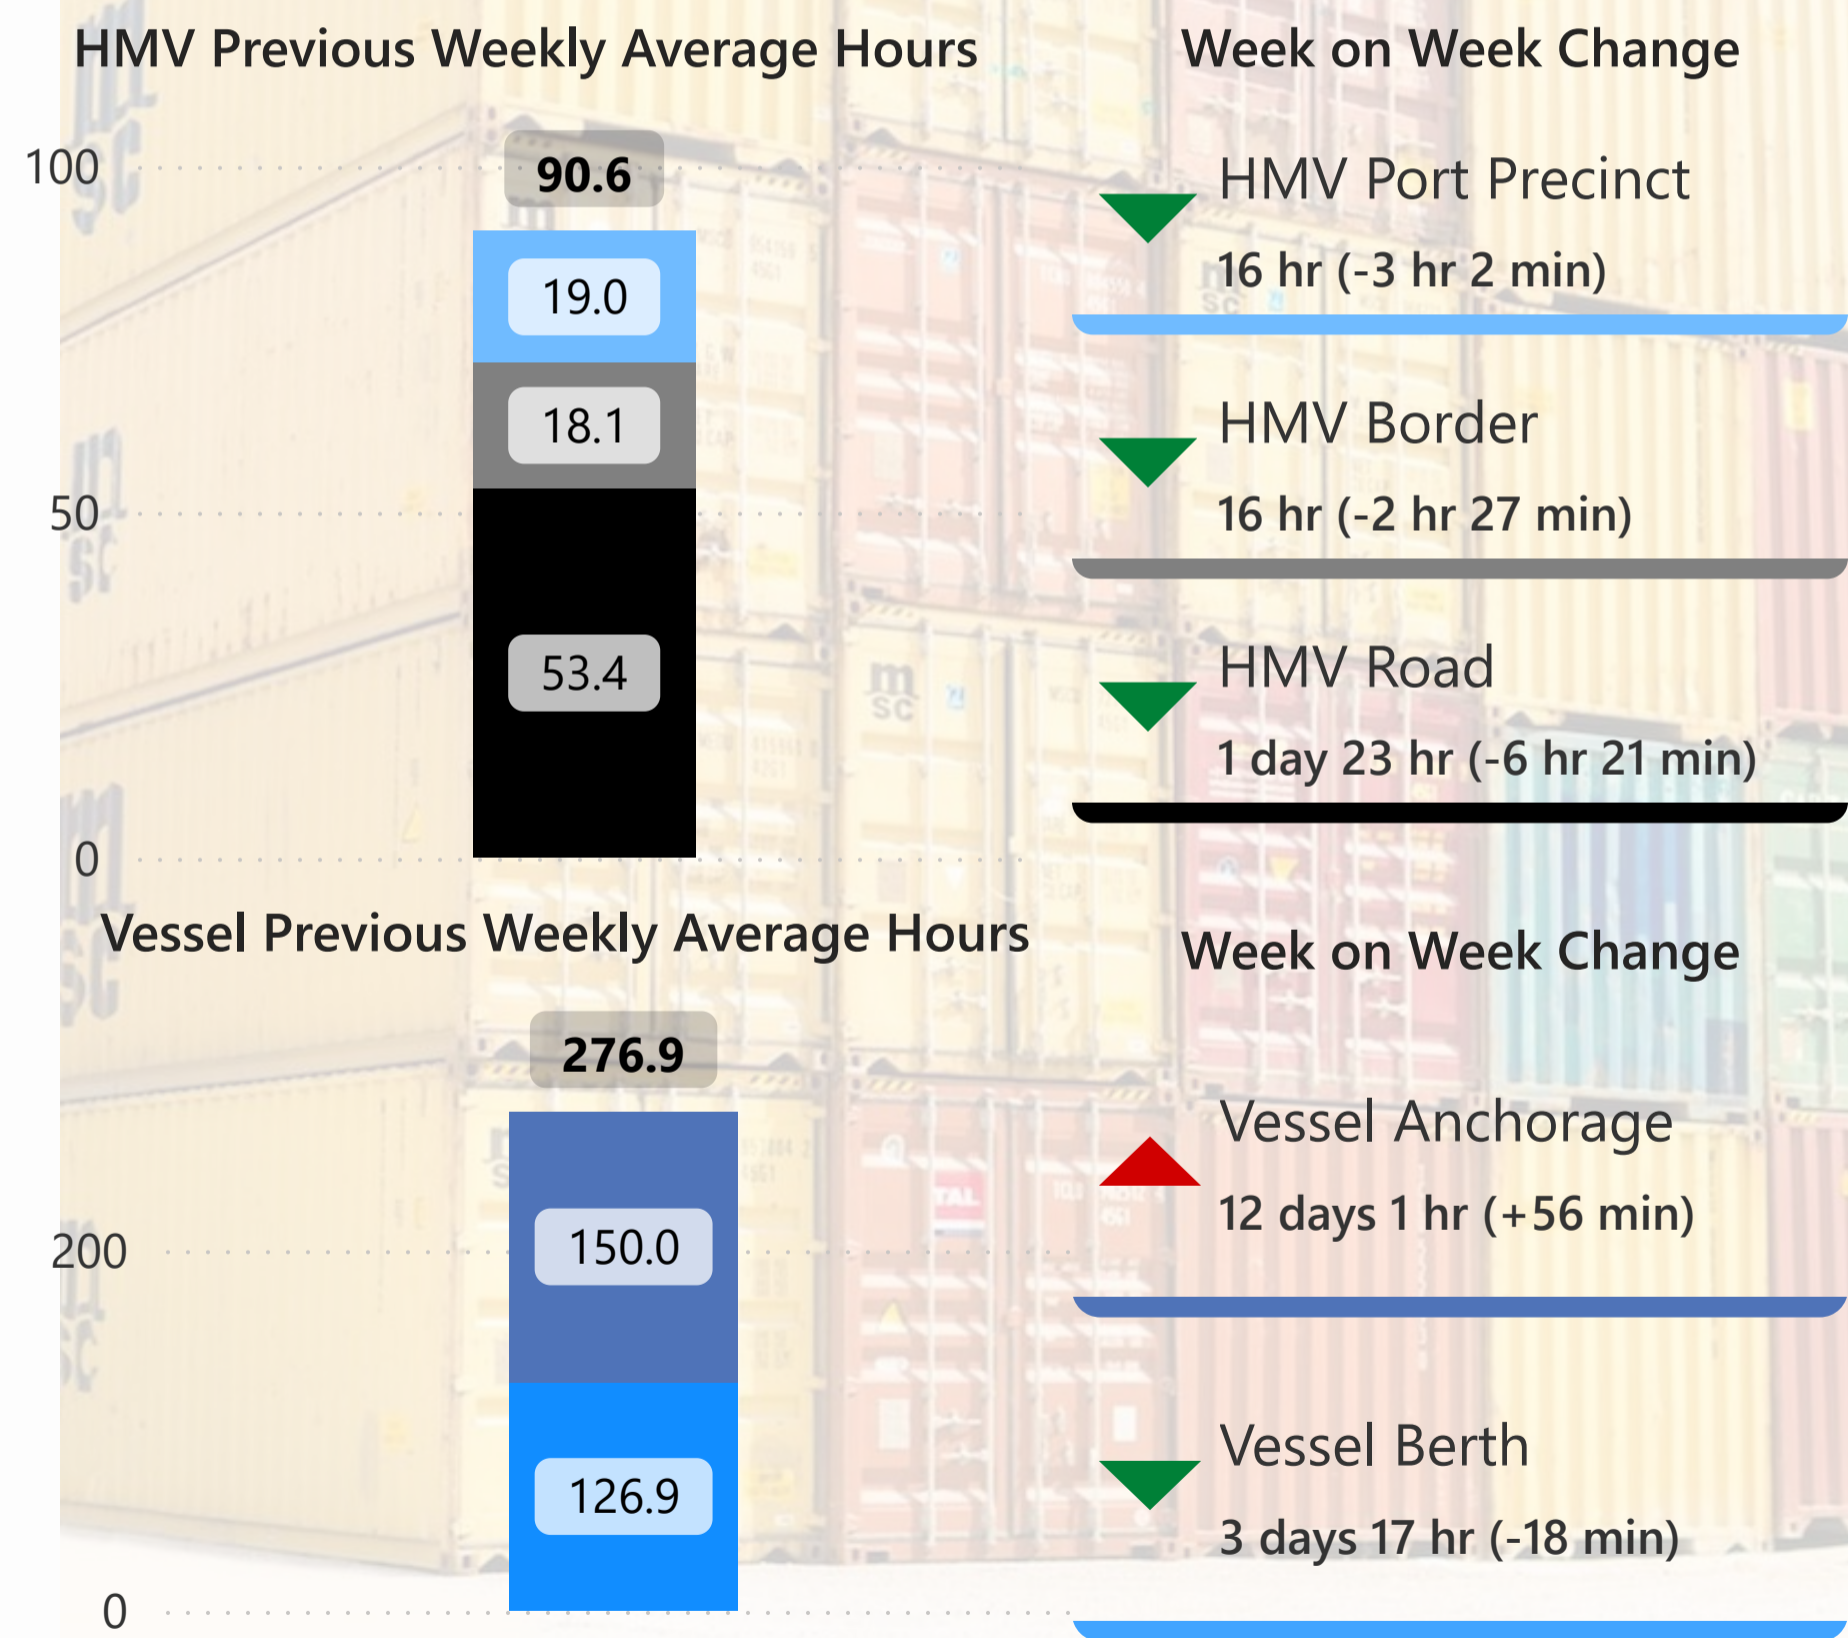 HMV Previous Weekly Average Hours
100
50
0
90.6
19.0
18.1
53.4
Week on Week Change
HMV Port Precinct
16 hr (-3 hr 2 min)
HMV Border
16 hr (-2 hr 27 min)
HMV Road
1 day 23 hr (-6 hr 21 min)
Vessel Previous Weekly Average Hours
200
0
276.9
150.0
126.9
Week on Week Change
Vessel Anchorage
12 days 1 hr (+56 min)
Vessel Berth
3 days 17 hr (-18 min)
m
sc
TAL